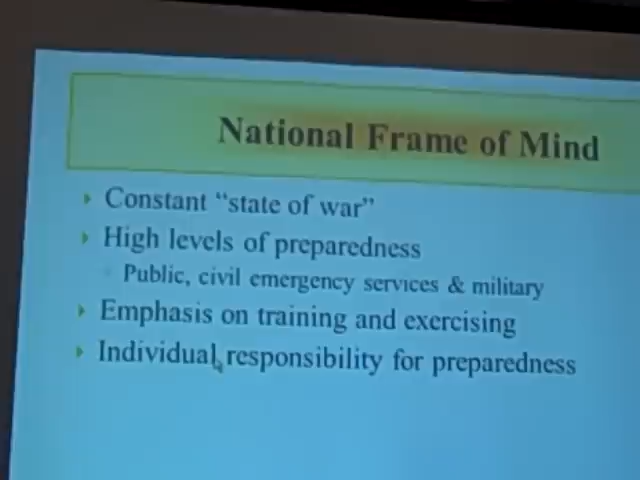 National Frame of Mind
Constant “state of war”
High levels of preparedness
Public, civil emergency services & military
Emphasis on training and exercising
Individual responsibility for preparedness